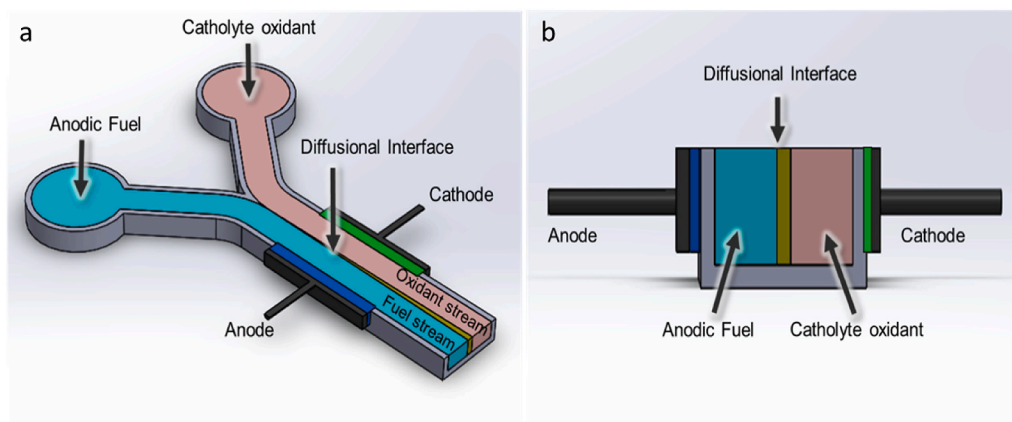 a
Catholyte oxidant
Anodic Fuel
Diffusional Interface
Cathode
Oxidant stream
Fuel stream
Anode
b
Diffusional Interface
Anode
Cathode
Anodic Fuel
Catholyte oxidant